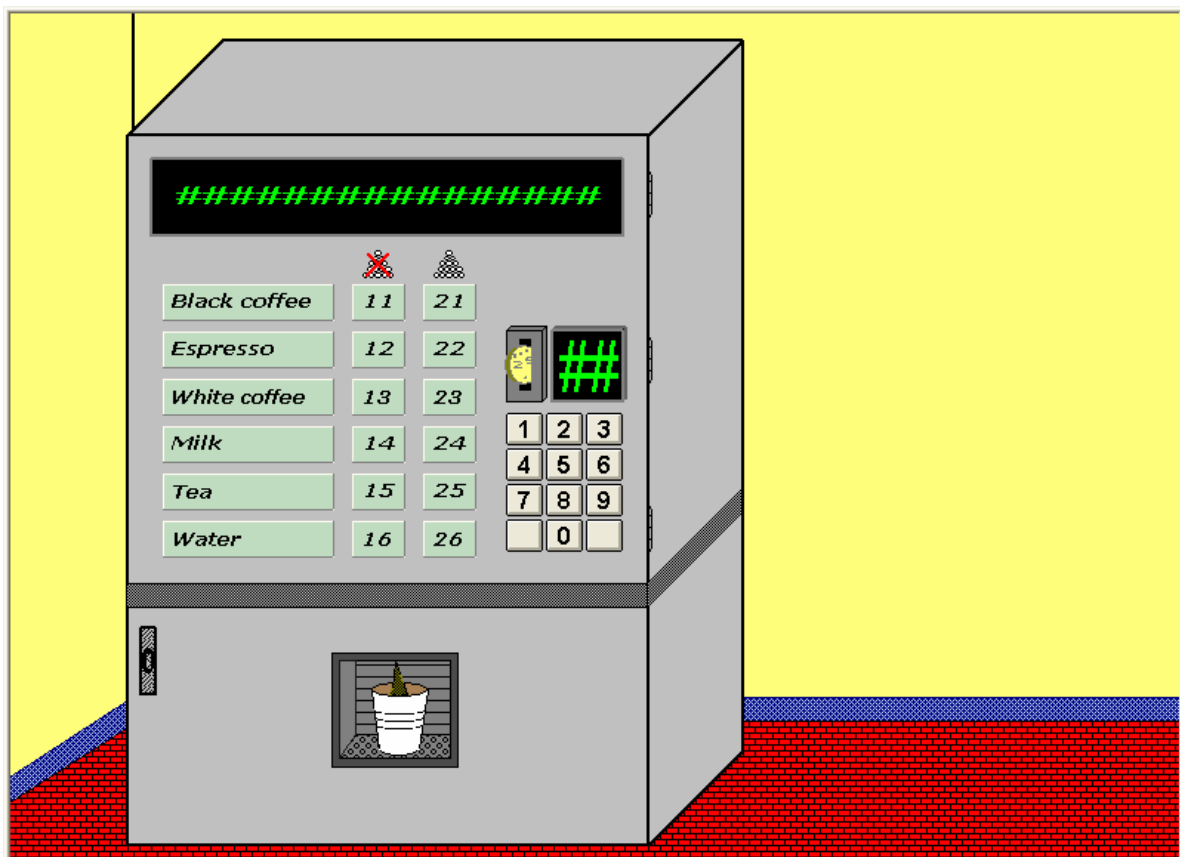 ################
Black coffee 11 21
Espresso 12 22
##
White coffee 13 23
1 2 3
Milk 14 24
4 5 6
Tea 15 25
7 8 9
Water 16 26
0